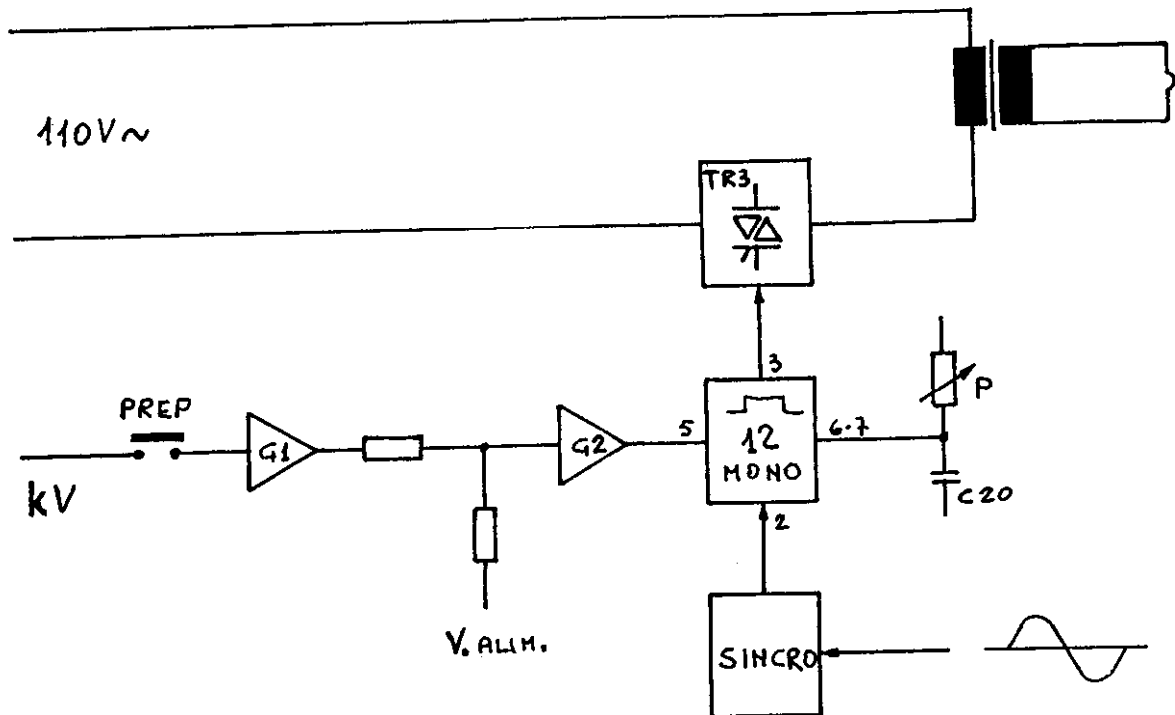 110V~
TR3
3
P
PREP
G1
G2
5
12
MONO
6.7
C20
kV
2
V. ALIM.
SINCRO